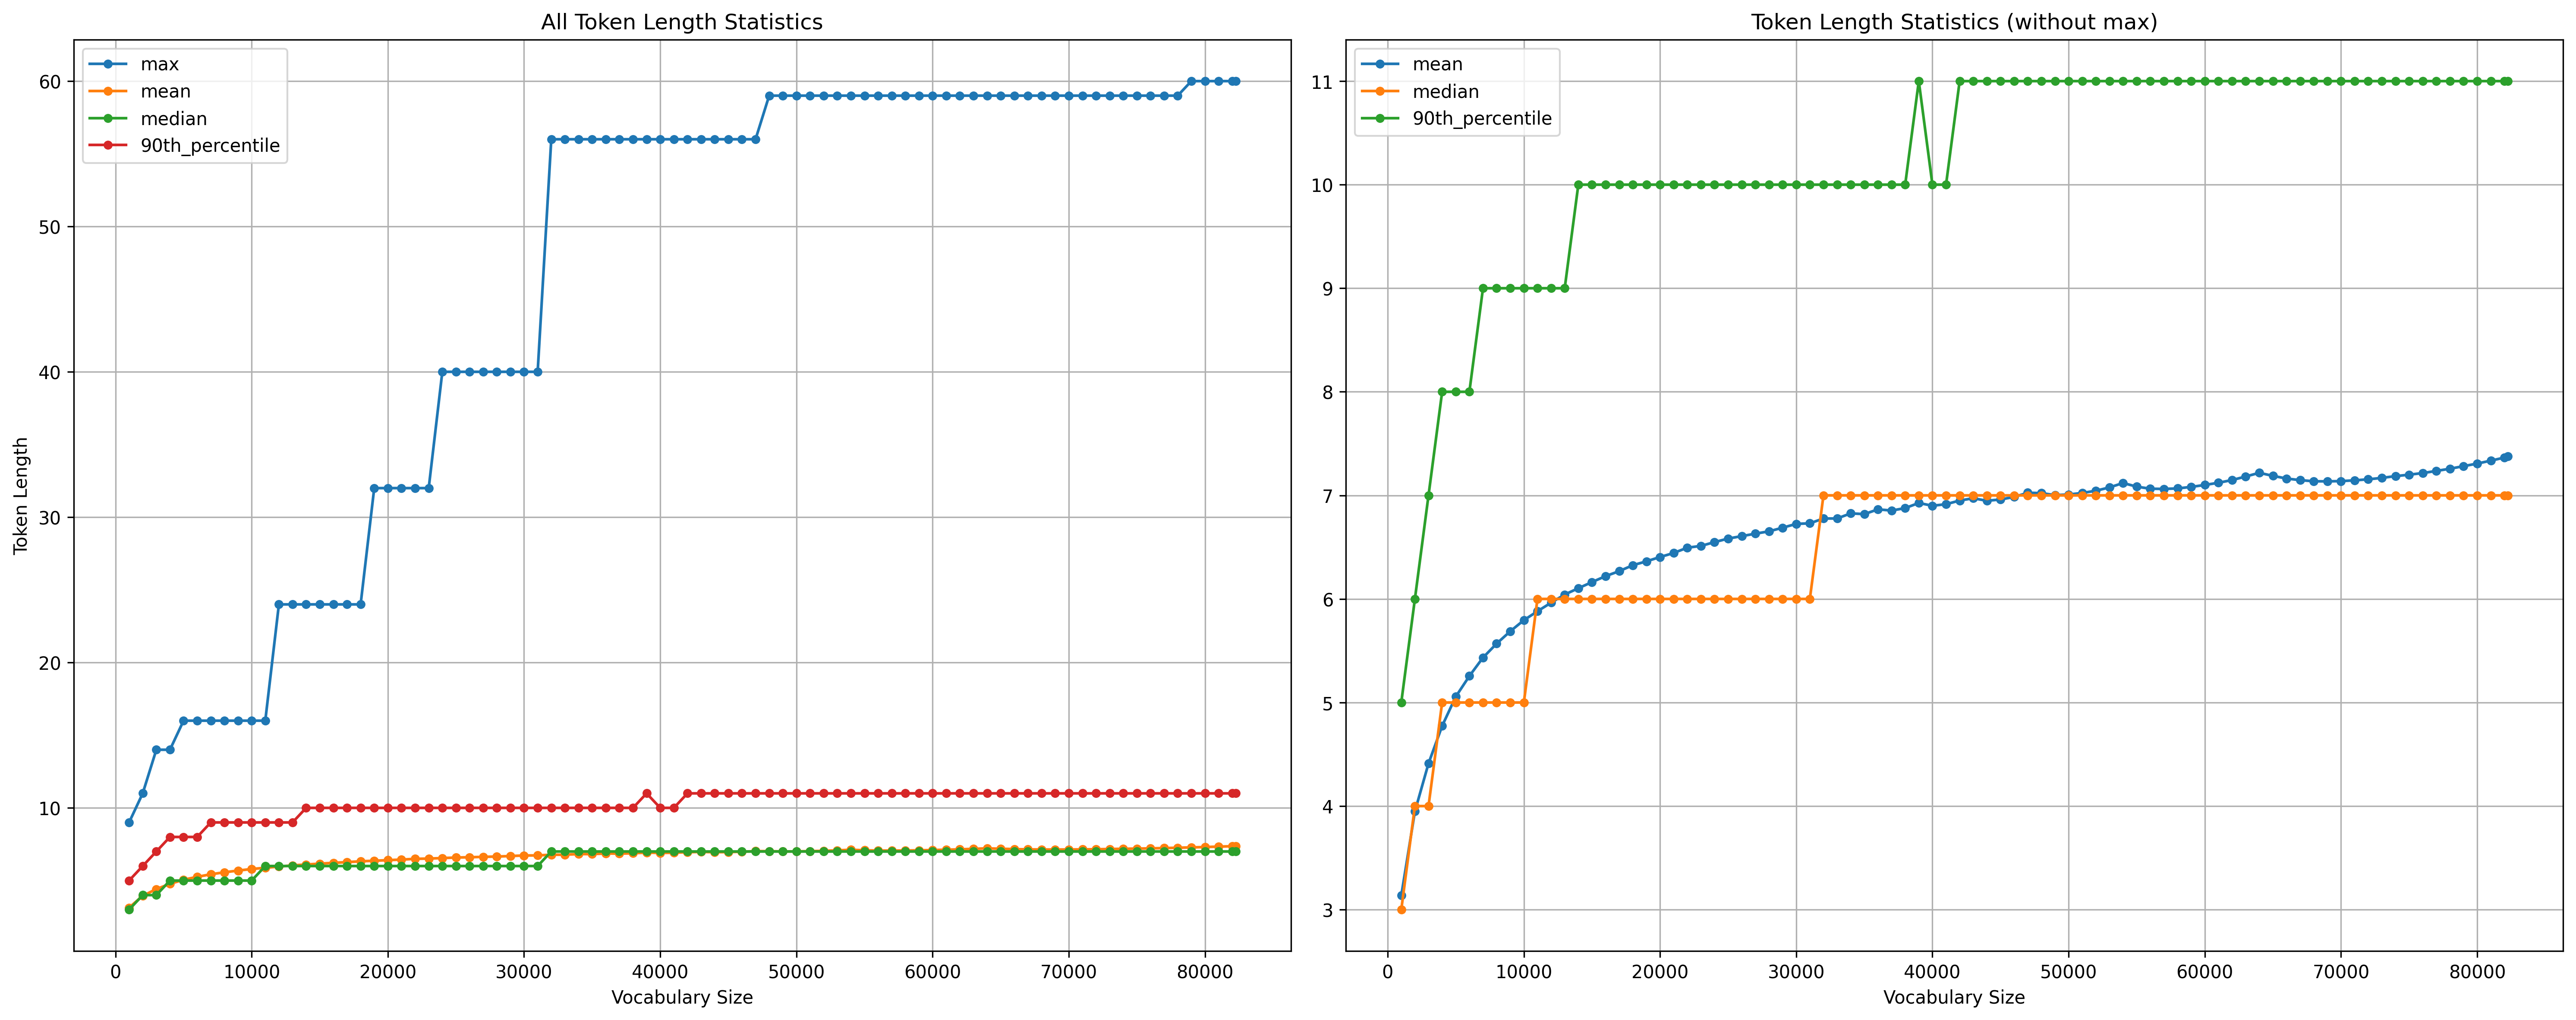 All Token Length Statistics
max
mean
median
90th_percentile
60
50
40
30
20
10
Token Length
0 10000 20000 30000 40000 50000 60000 70000 80000
Vocabulary Size
Token Length Statistics (without max)
mean
median
90th_percentile
11
10
9
8
7
6
5
4
3
0 10000 20000 30000 40000 50000 60000 70000 80000
Vocabulary Size